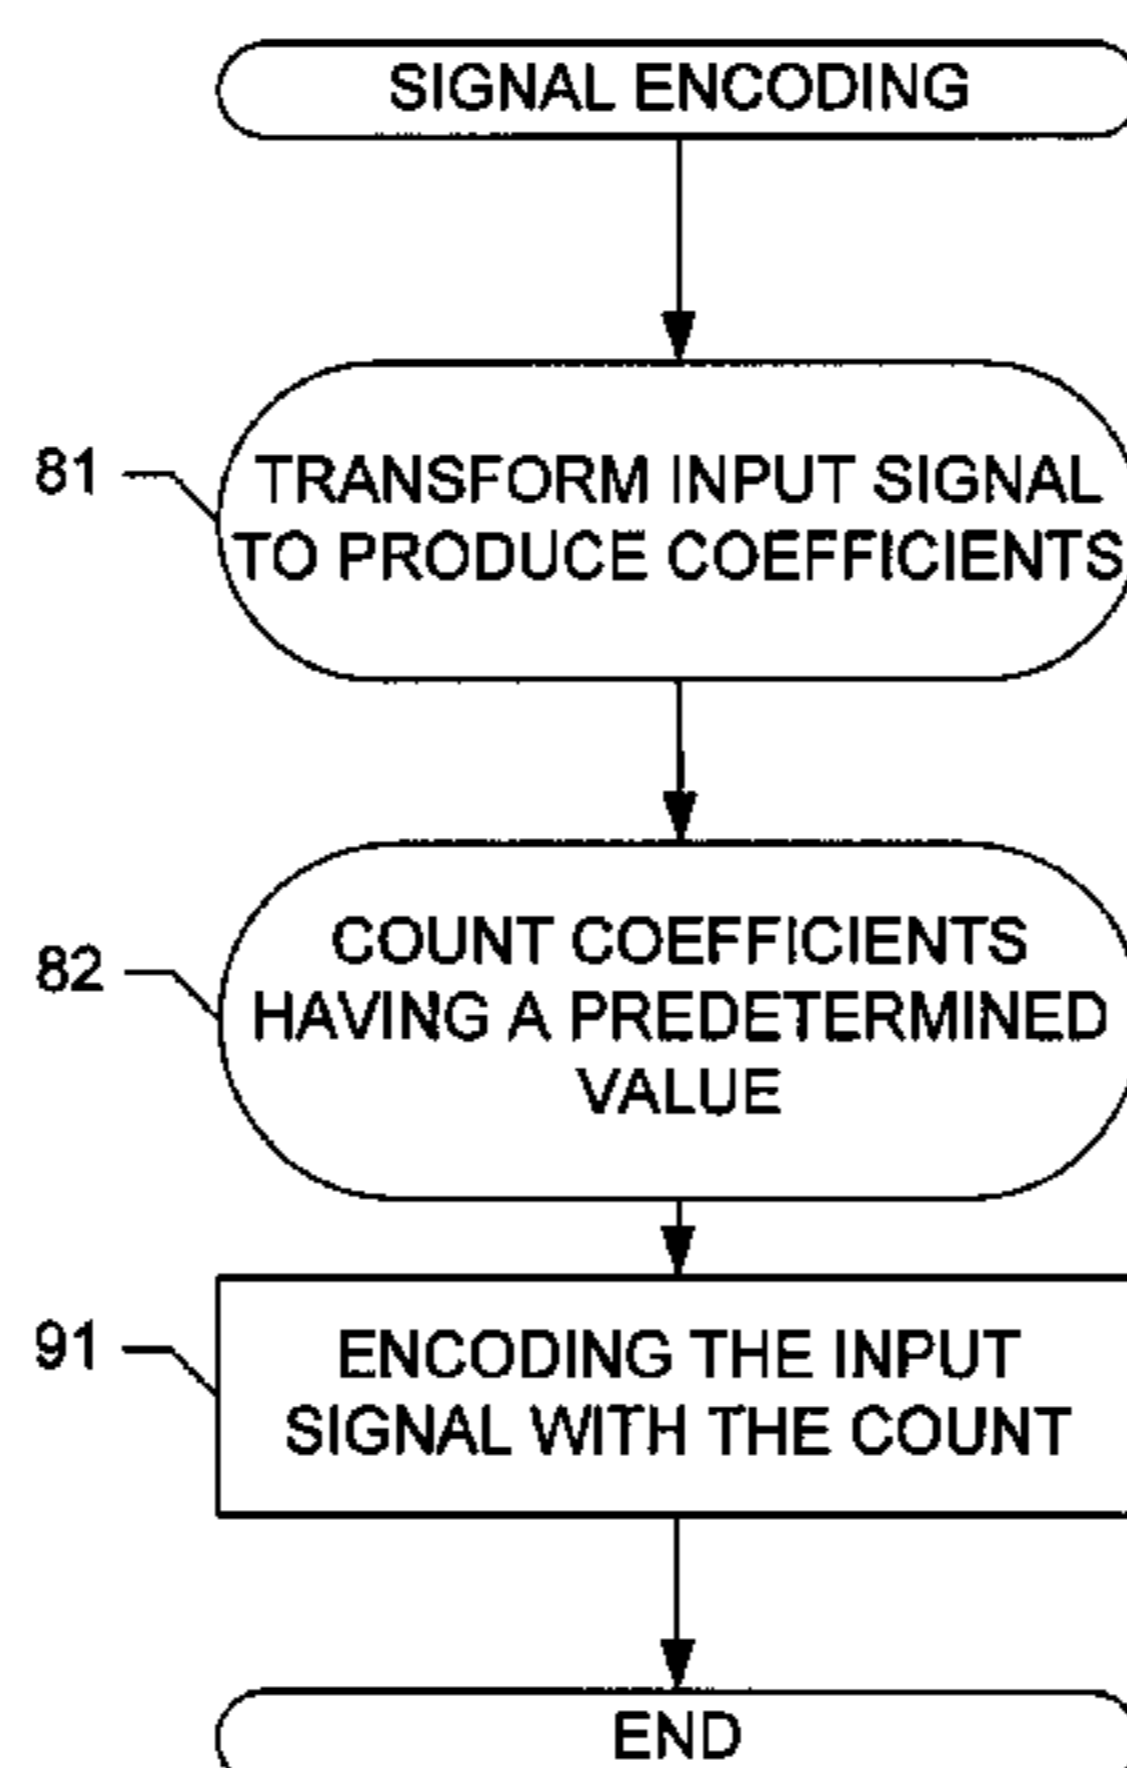 SIGNAL ENCODING
81
TRANSFORM INPUT SIGNAL
TO PRODUCE COEFFICIENTS
82
COUNT COEFFICIENTS
HAVING A PREDETERMINED
VALUE
91
ENCODING THE INPUT
SIGNAL WITH THE COUNT
END